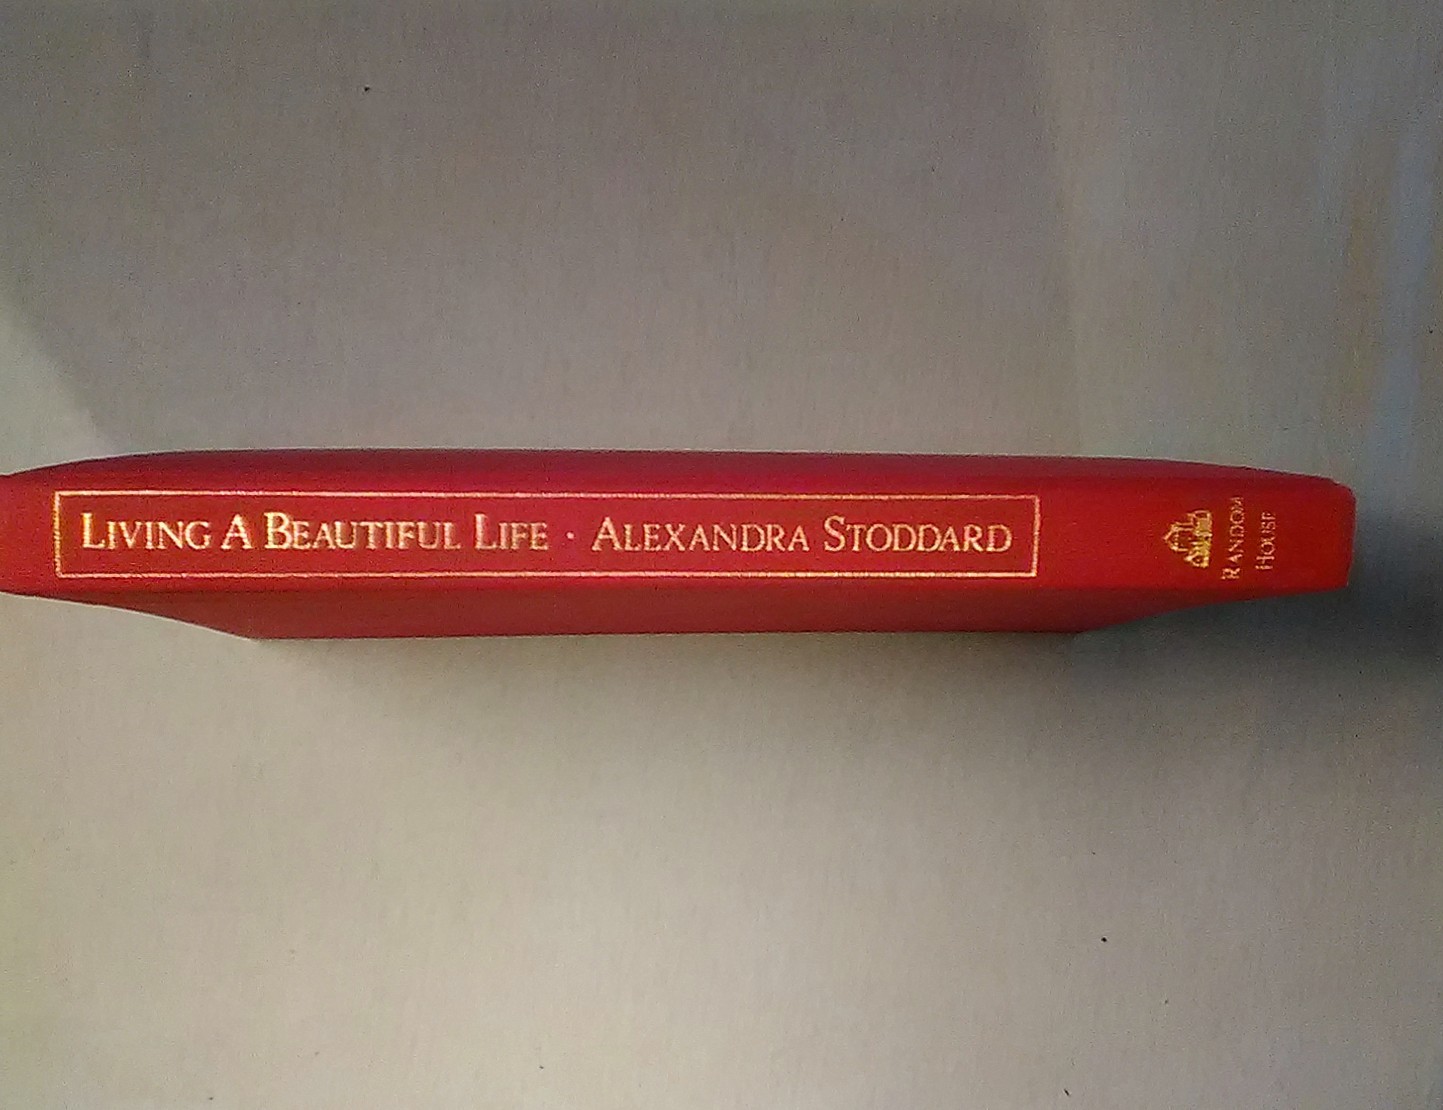 LIVING A BEAUTIFUL LIFE · ALEXANDRA STODDARD
RANDOM
HOUSE